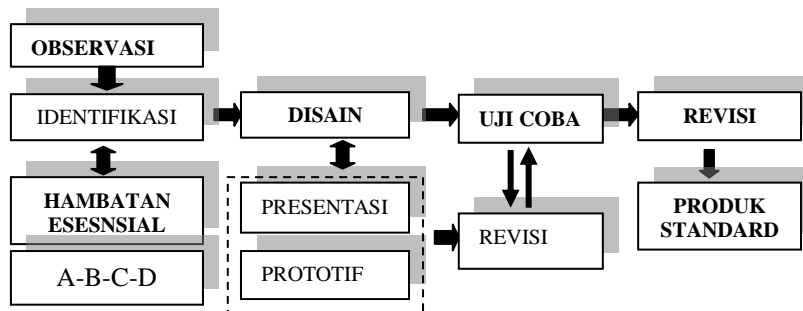 OBSERVASI
IDENTIFIKASI
HAMBATAN
ESESNSIAL
A-B-C-D
DISAIN
PRESENTASI
PROTOTIF
UJI COBA
REVISI
REVISI
PRODUK
STANDARD